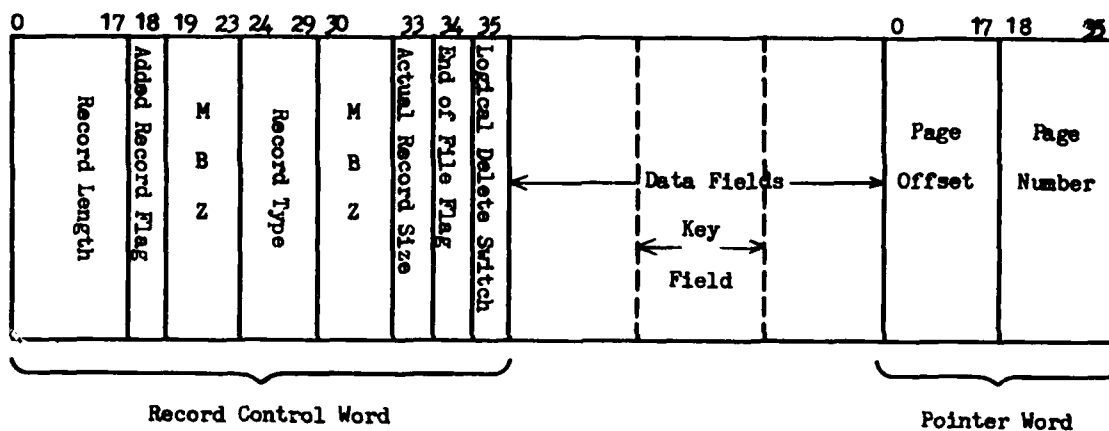 0 17 18 19 23 24 29 30 33 34 35 0 17 18 35
Record Length
Added Record Flag
M
B
Z
Record Type
M
B
Z
Actual Record Size
End of File Flag
Logical Delete Switch
Data Fields
Key
Field
Page
Offset
Page
Number
Record Control Word
Pointer Word